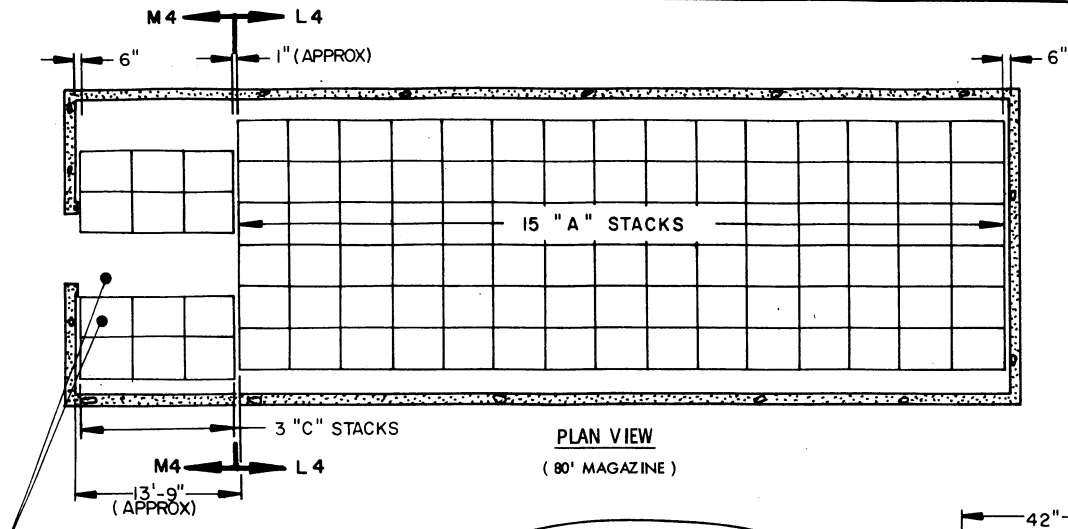 M4 L4
6" 1" (APPROX) 6"
15 "A" STACKS
3 "C" STACKS
PLAN VIEW
(80' MAGAZINE)
M4 L4
13'-9"
(APPROX)
42"